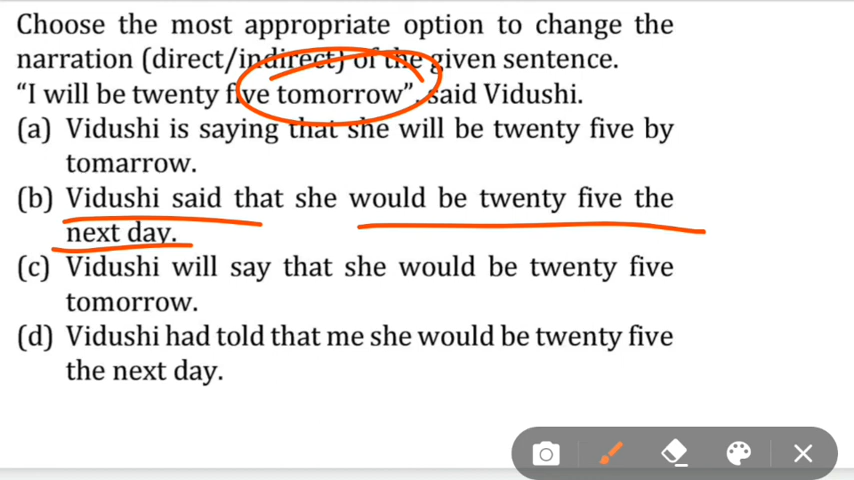 Choose the most appropriate option to change the
narration (direct/indirect) of the given sentence.
“I will be twenty five tomorrow”, said Vidushi.
(a) Vidushi is saying that she will be twenty five by
tomarrow.
(b) Vidushi said that she would be twenty five the
next day.
(c) Vidushi will say that she would be twenty five
tomorrow.
(d) Vidushi had told that me she would be twenty five
the next day.